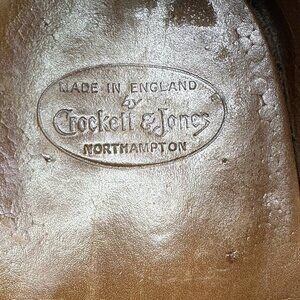 MADE IN ENGLAND
by
Crockett & Jones
NORTHAMPTON